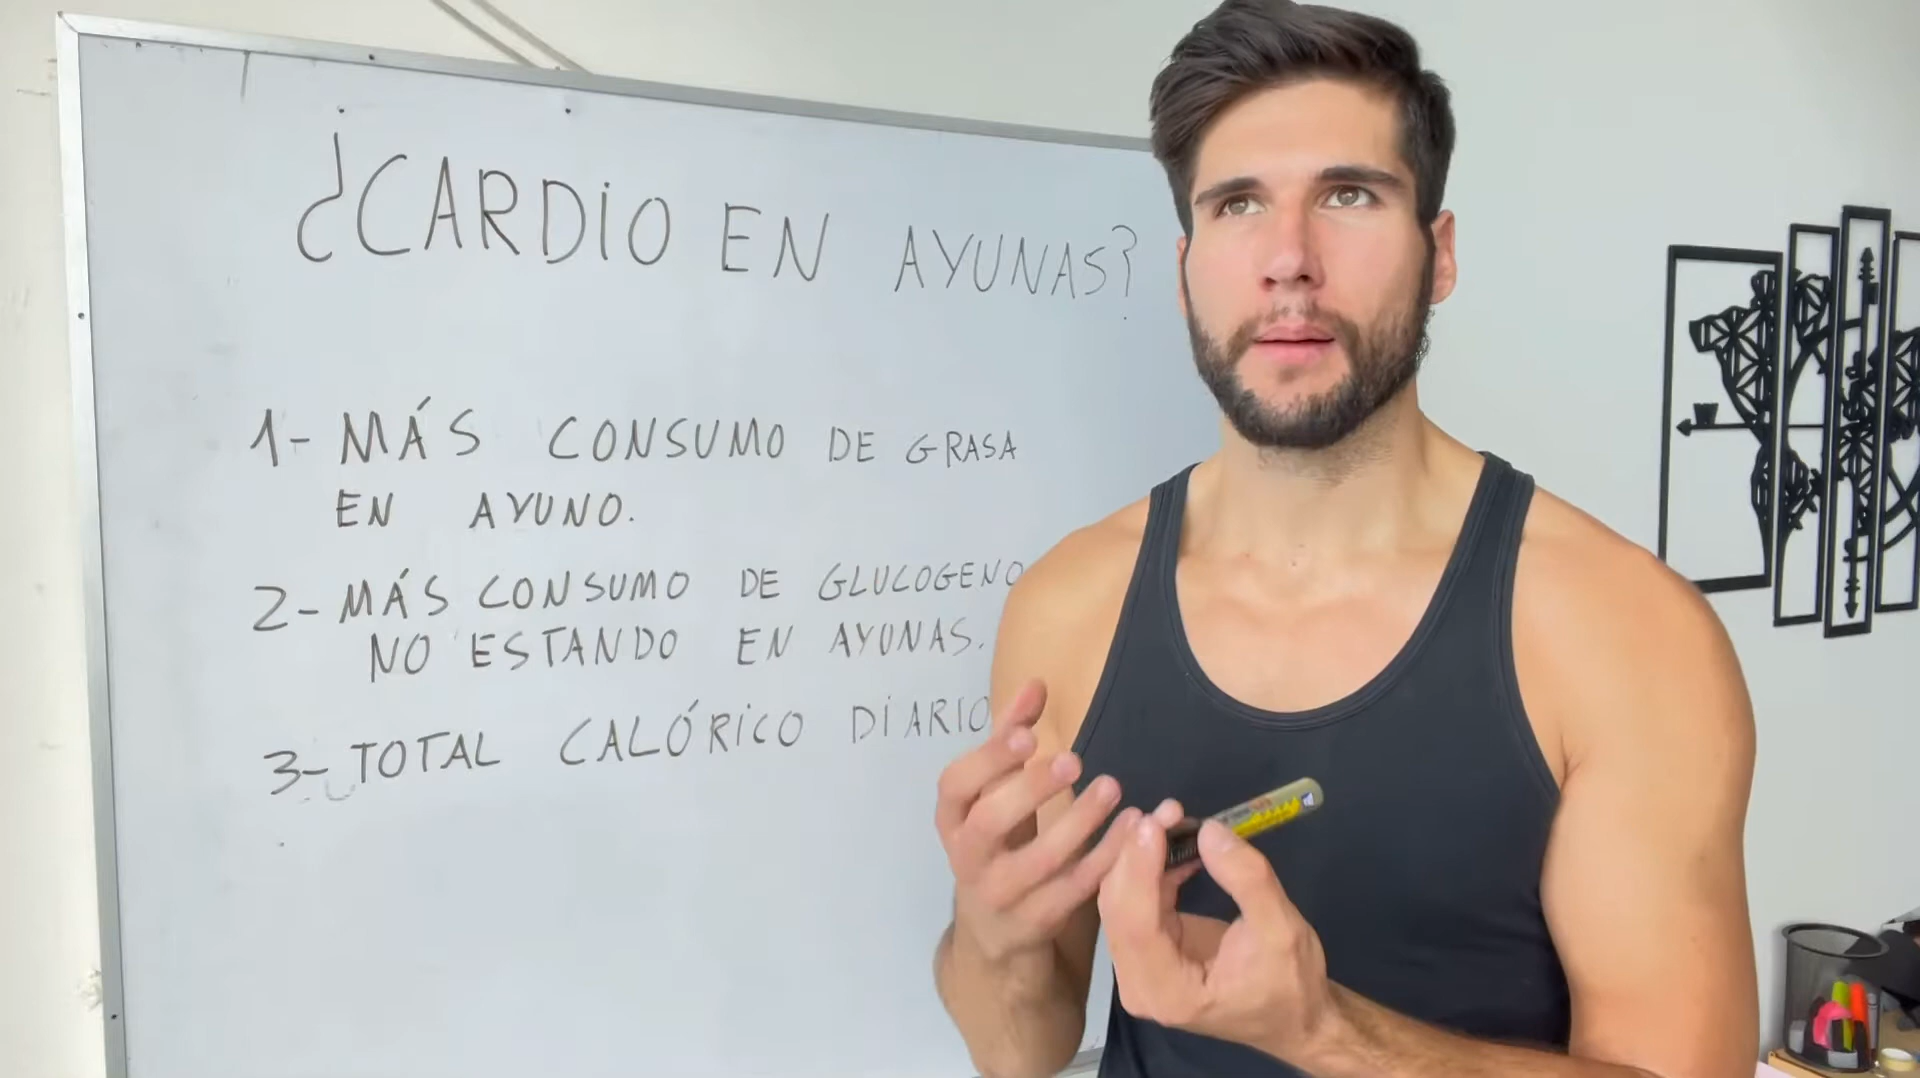 ¿CARDIO EN AYUNAS?
1- MÁS CONSUMO DE GRASA
EN AYUNO.
2- MÁS CONSUMO DE GLUCOGENO
NO ESTANDO EN AYUNAS.
3- TOTAL CALÓRICO DIARIO